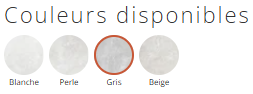 Couleurs disponibles
Blanche Perle Gris Beige